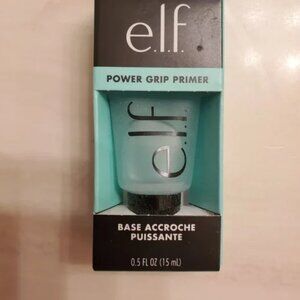 e.l.f.
POWER GRIP PRIMER
e.l.f.
BASE ACCROCHE
PUISSANTE
0.5 FL OZ (15 mL)